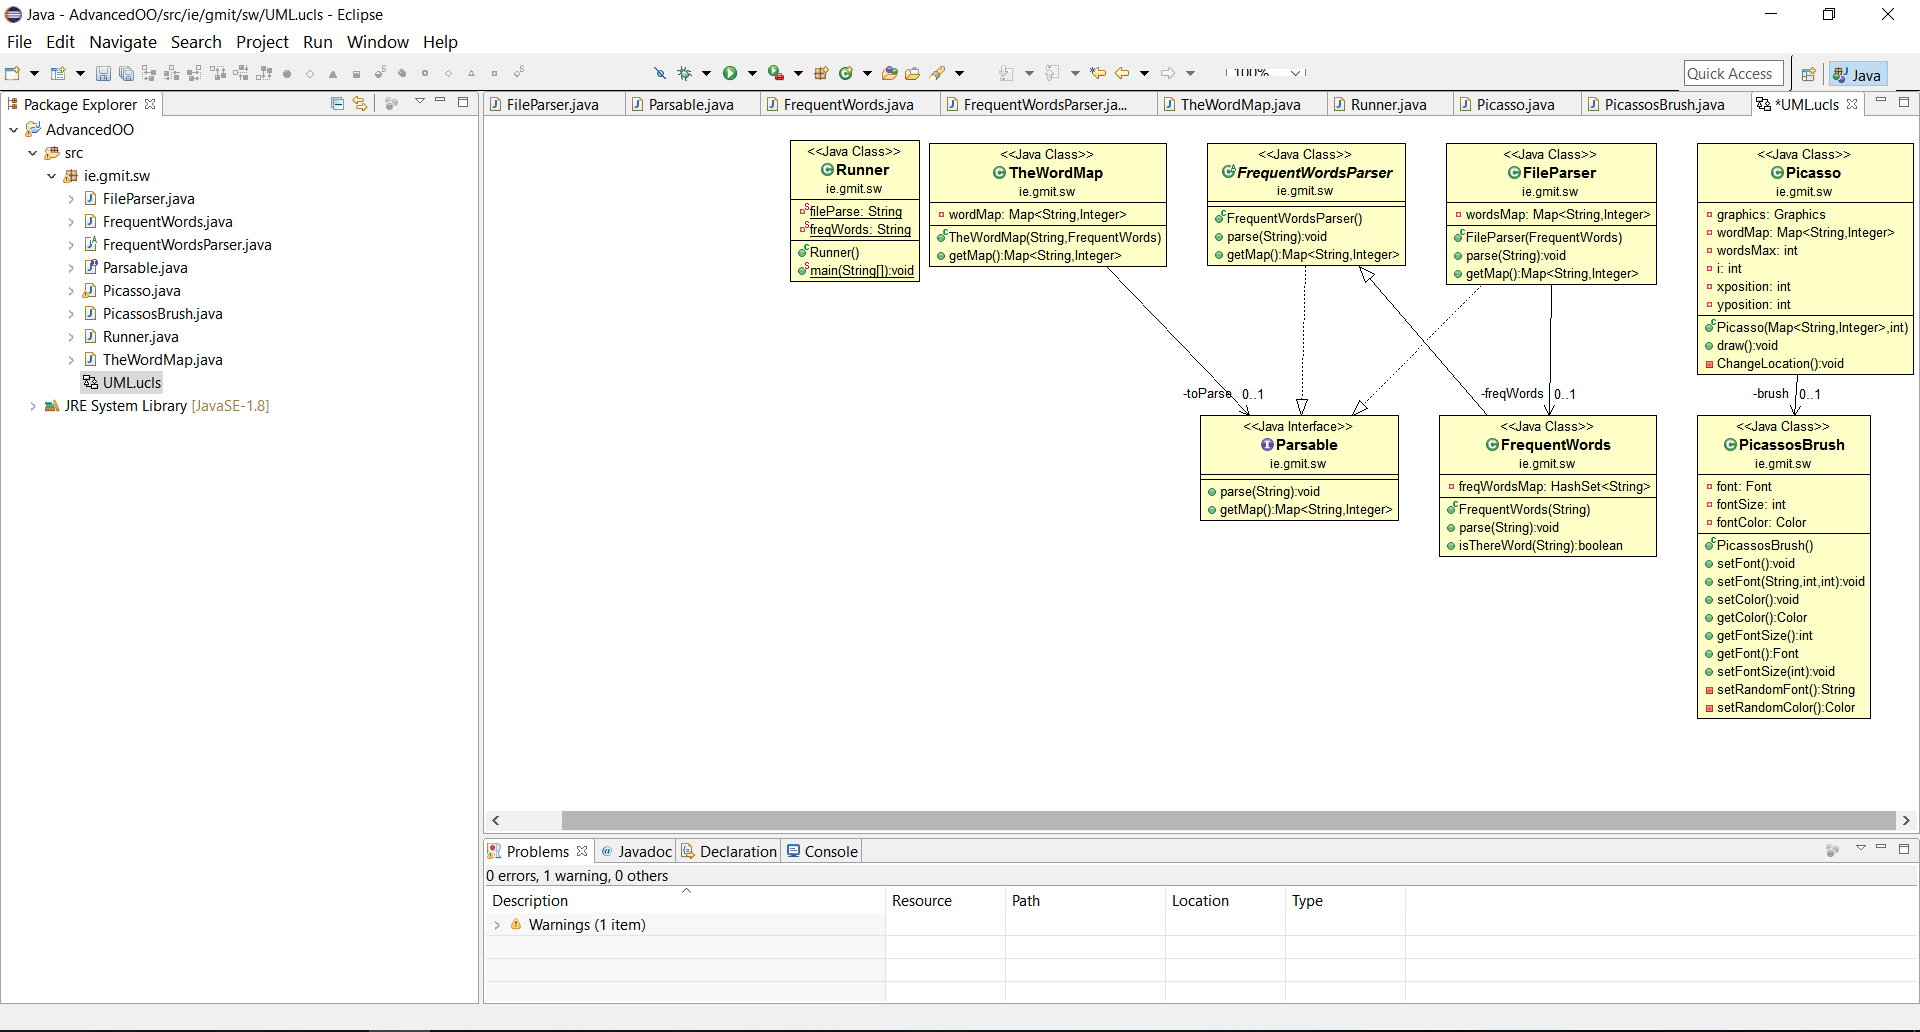 Java - AdvancedOO/src/ie/gmit/sw/UML.ucls - Eclipse
File Edit Navigate Search Project Run Window Help
100%
Quick Access
Java
Package Explorer
AdvancedOO
src
ie.gmit.sw
FileParser.java
FrequentWords.java
FrequentWordsParser.java
Parsable.java
Picasso.java
PicassosBrush.java
Runner.java
TheWordMap.java
UML.ucls
JRE System Library [JavaSE-1.8]
FileParser.java Parsable.java FrequentWords.java FrequentWordsParser.ja... TheWordMap.java Runner.java Picasso.java PicassosBrush.java *UML.ucls
<<Java Class>>
Runner
ie.gmit.sw
fileParse: String
freqWords: String
Runner()
main(String[]):void
<<Java Class>>
TheWordMap
ie.gmit.sw
wordMap: Map<String,Integer>
TheWordMap(String,FrequentWords)
getMap():Map<String,Integer>
<<Java Class>>
FrequentWordsParser
ie.gmit.sw
FrequentWordsParser()
parse(String):void
getMap():Map<String,Integer>
<<Java Class>>
FileParser
ie.gmit.sw
wordsMap: Map<String,Integer>
FileParser(FrequentWords)
parse(String):void
getMap():Map<String,Integer>
<<Java Class>>
Picasso
ie.gmit.sw
graphics: Graphics
wordMap: Map<String,Integer>
wordsMax: int
i: int
xposition: int
yposition: int
Picasso(Map<String,Integer>,int)
draw():void
ChangeLocation():void
-toParse 0..1
-freqWords 0..1
-brush 0..1
<<Java Interface>>
Parsable
ie.gmit.sw
parse(String):void
getMap():Map<String,Integer>
<<Java Class>>
FrequentWords
ie.gmit.sw
freqWordsMap: HashSet<String>
FrequentWords(String)
parse(String):void
isThereWord(String):boolean
<<Java Class>>
PicassosBrush
ie.gmit.sw
font: Font
fontSize: int
fontColor: Color
PicassosBrush()
setFont():void
setFont(String,int,int):void
setColor():void
getColor():Color
getFontSize():int
getFont():Font
setFontSize(int):void
setRandomFont():String
setRandomColor():Color
Problems @ Javadoc Declaration Console
0 errors, 1 warning, 0 others
Description Resource Path Location Type
Warnings (1 item)